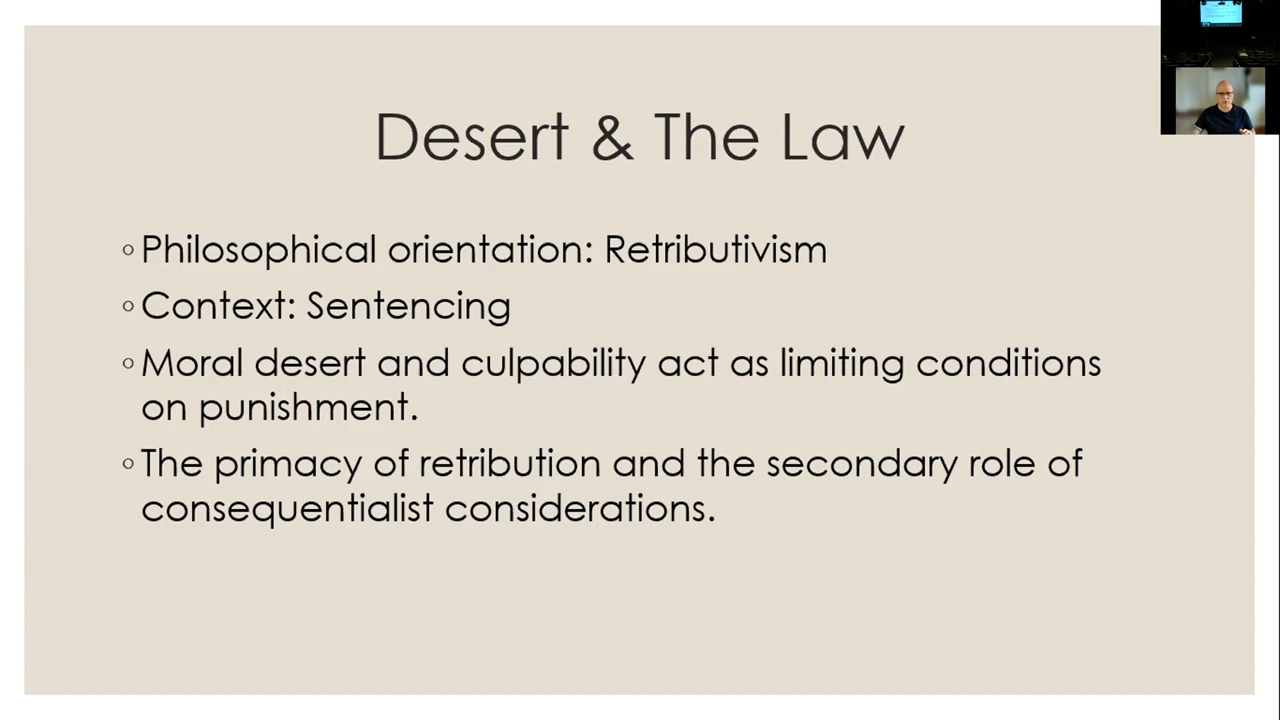 Desert & The Law
◦Philosophical orientation: Retributivism
◦Context: Sentencing
◦Moral desert and culpability act as limiting conditions
on punishment.
◦The primacy of retribution and the secondary role of
consequentialist considerations.